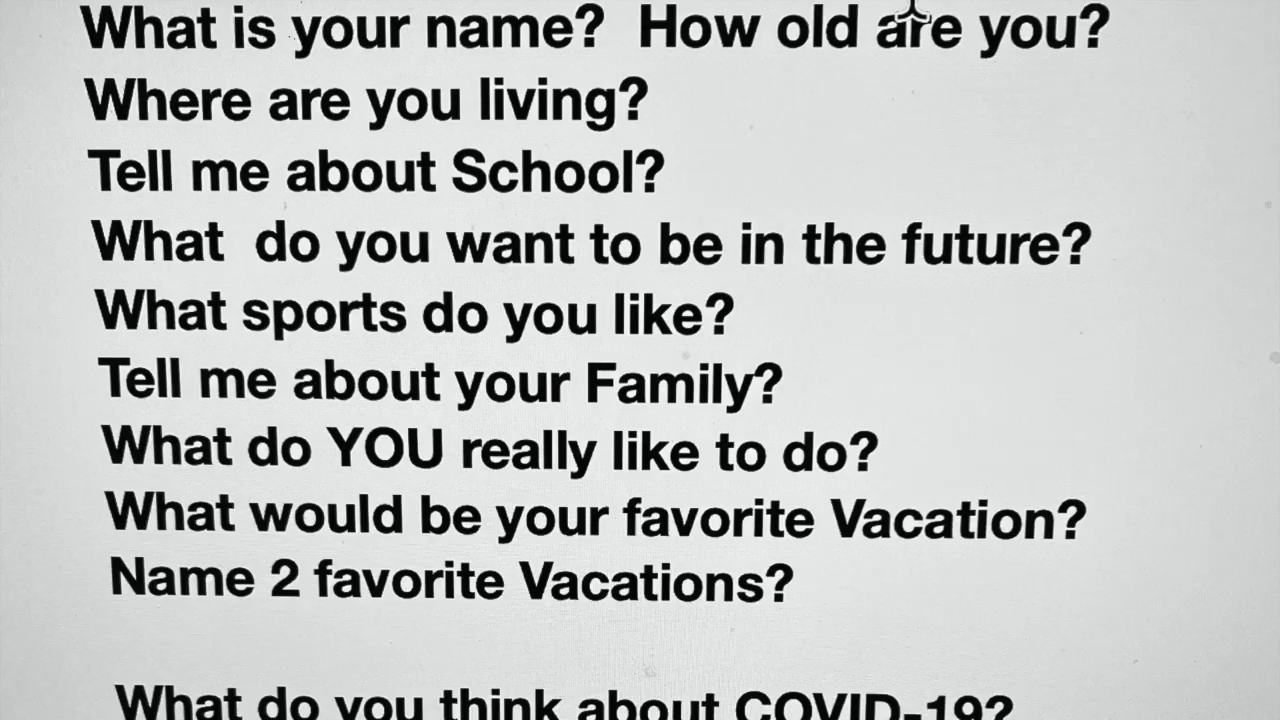 What is your name?  How old are you?
Where are you living?
Tell me about School?
What  do you want to be in the future?
What sports do you like?
Tell me about your Family?
What do YOU really like to do?
What would be your favorite Vacation?
Name 2 favorite Vacations?
What do you think about COVID-19?